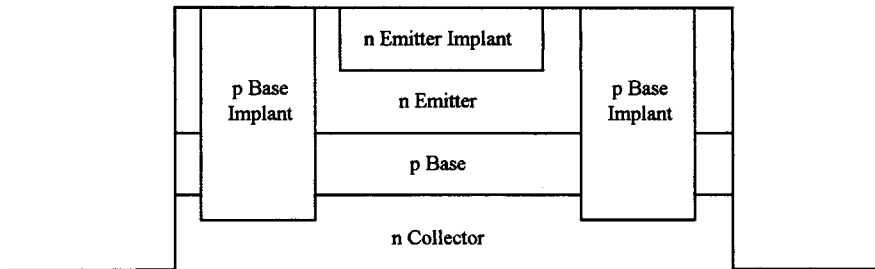 n Emitter Implant
p Base
Implant
n Emitter
p Base
Implant
p Base
n Collector